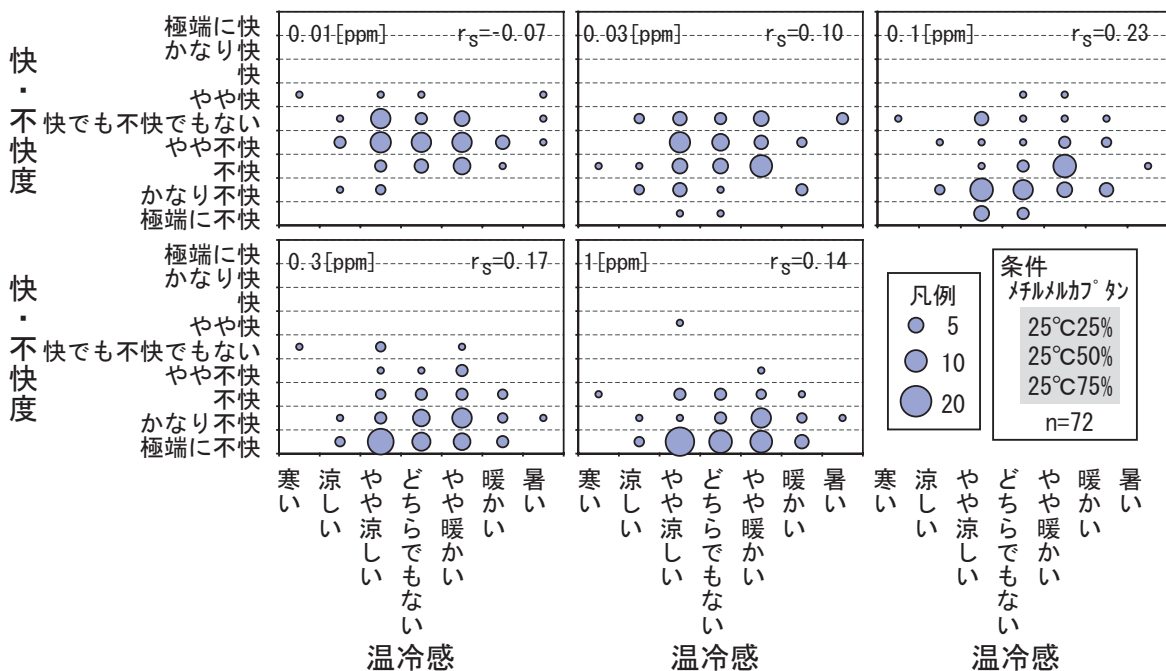 快・不快度
極端に快
かなり快
快
やや快
快でも不快でもない
やや不快
不快
かなり不快
極端に不快
0.01[ppm] rs=-0.07
0.03[ppm] rs=0.10
0.1[ppm] rs=0.23
快・不快度
極端に快
かなり快
快
やや快
快でも不快でもない
やや不快
不快
かなり不快
極端に不快
0.3[ppm] rs=0.17
1[ppm] rs=0.14
凡例
5
10
20
条件
ﾒﾁﾙﾒﾙｶﾌﾟﾀﾝ
25℃25%
25℃50%
25℃75%
n=72
寒い
涼しい
やや涼しい
どちらでもない
やや暖かい
暖かい
暑い
寒い
涼しい
やや涼しい
どちらでもない
やや暖かい
暖かい
暑い
寒い
涼しい
やや涼しい
どちらでもない
やや暖かい
暖かい
暑い
温冷感
温冷感
温冷感